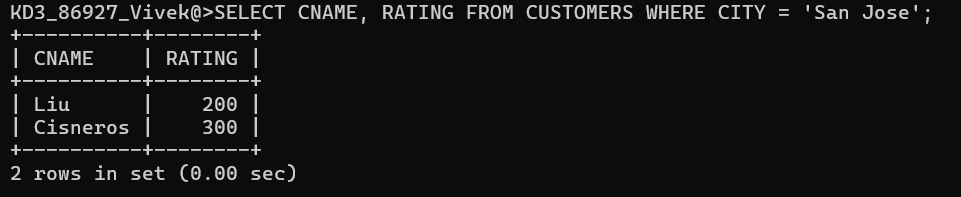 KD3_86927_Vivek@>SELECT CNAME, RATING FROM CUSTOMERS WHERE CITY = 'San Jose';
+----------+--------+
| CNAME    | RATING |
+----------+--------+
| Liu      |    200 |
| Cisneros |    300 |
+----------+--------+
2 rows in set (0.00 sec)